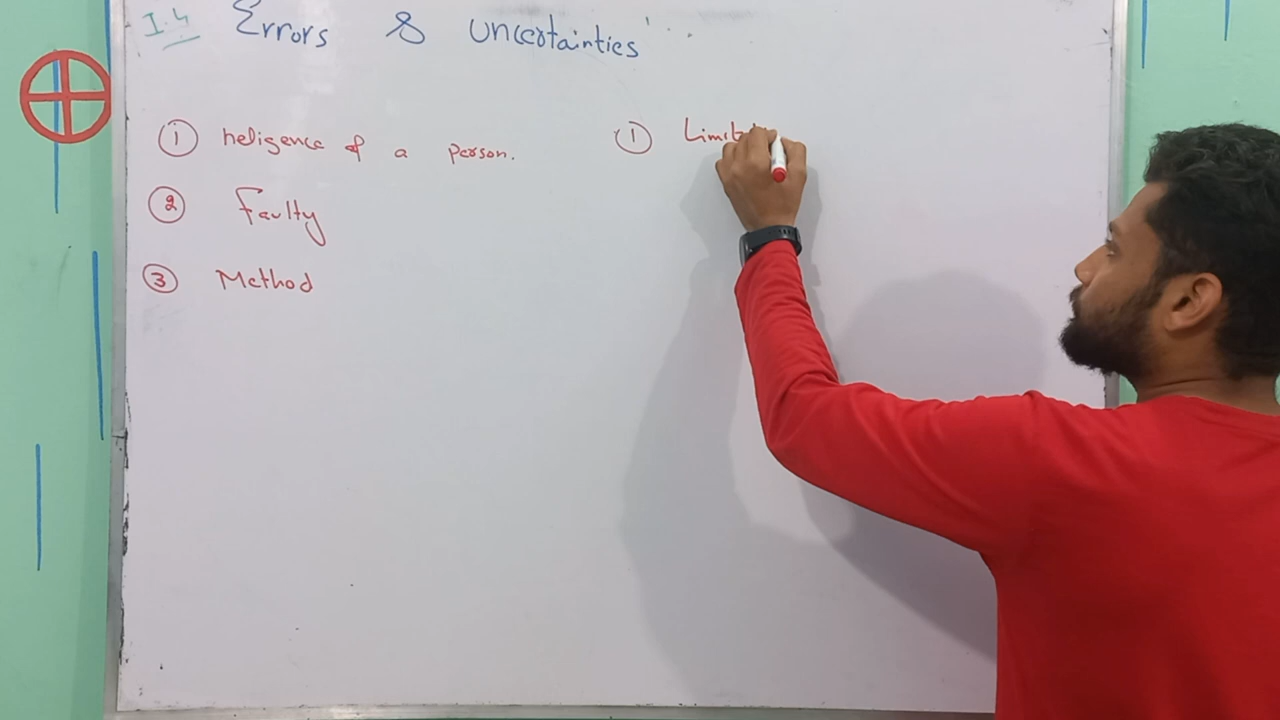 1.4 Errors & uncertainties
① neligence of a person.
② Faulty
③ Method
① Limit